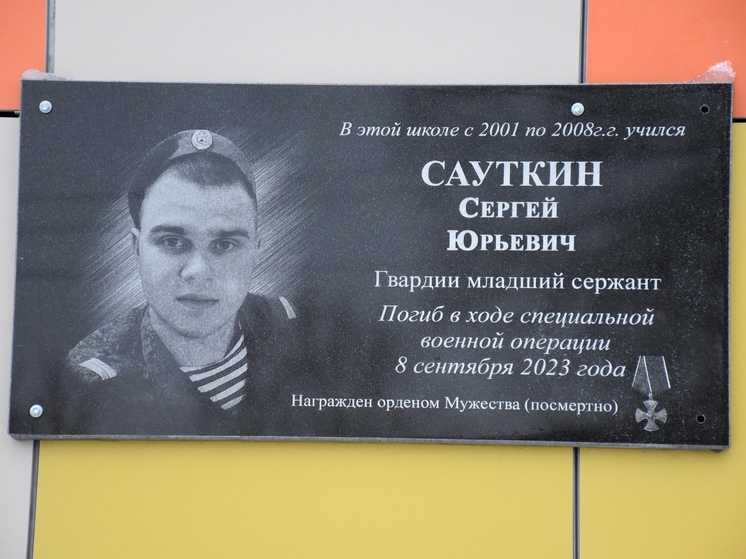 В этой школе с 2001 по 2008г.г. учился
САУТКИН
СЕРГЕЙ
ЮРЬЕВИЧ
Гвардии младший сержант
Погиб в ходе специальной
военной операции
8 сентября 2023 года
Награжден орденом Мужества (посмертно)